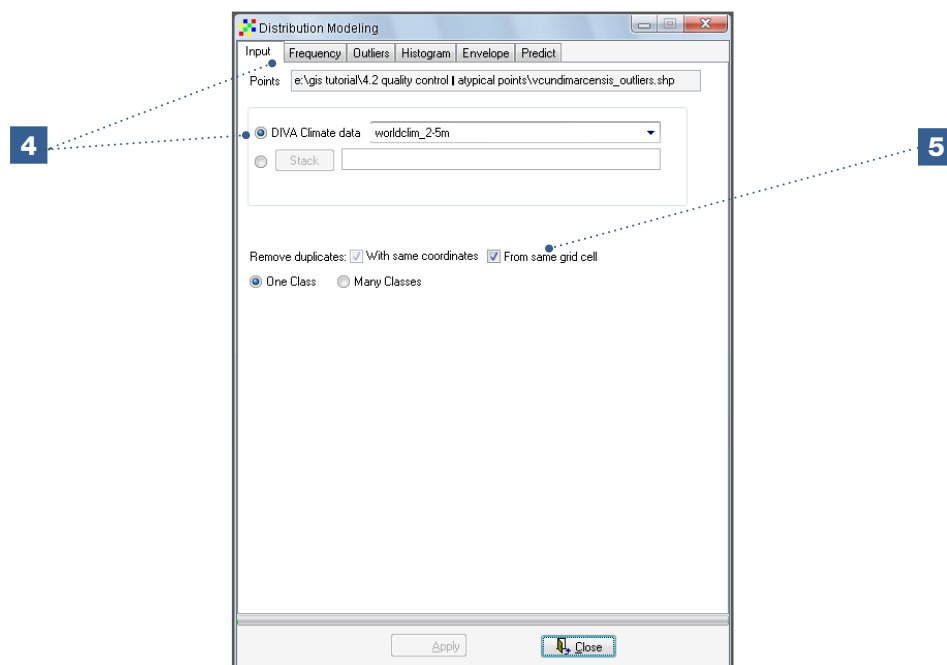 Distribution Modeling
Input Frequency Outliers Histogram Envelope Predict
Points e:\gis tutorial\4.2 quality control | atypical points\vcundimarcensis_outliers.shp
4
DIVA Climate data worldclim_2-5m
5
Stack
Remove duplicates: With same coordinates From same grid cell
One Class Many Classes
Apply Close